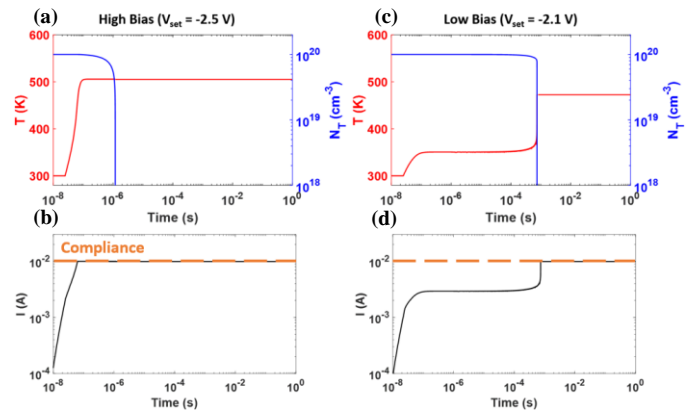 (a) High Bias (Vset = -2.5 V)
600
500
400
300
T (K)
10^20
10^19
10^18
N_T (cm^-3)
10^-8 10^-6 10^-4 10^-2 10^0
Time (s)
(c) Low Bias (Vset = -2.1 V)
600
500
400
300
T (K)
10^20
10^19
10^18
N_T (cm^-3)
10^-8 10^-6 10^-4 10^-2 10^0
Time (s)
(b)
Compliance
10^-2
10^-3
10^-4
I (A)
10^-8 10^-6 10^-4 10^-2 10^0
Time (s)
(d)
10^-2
10^-3
10^-4
I (A)
10^-8 10^-6 10^-4 10^-2 10^0
Time (s)